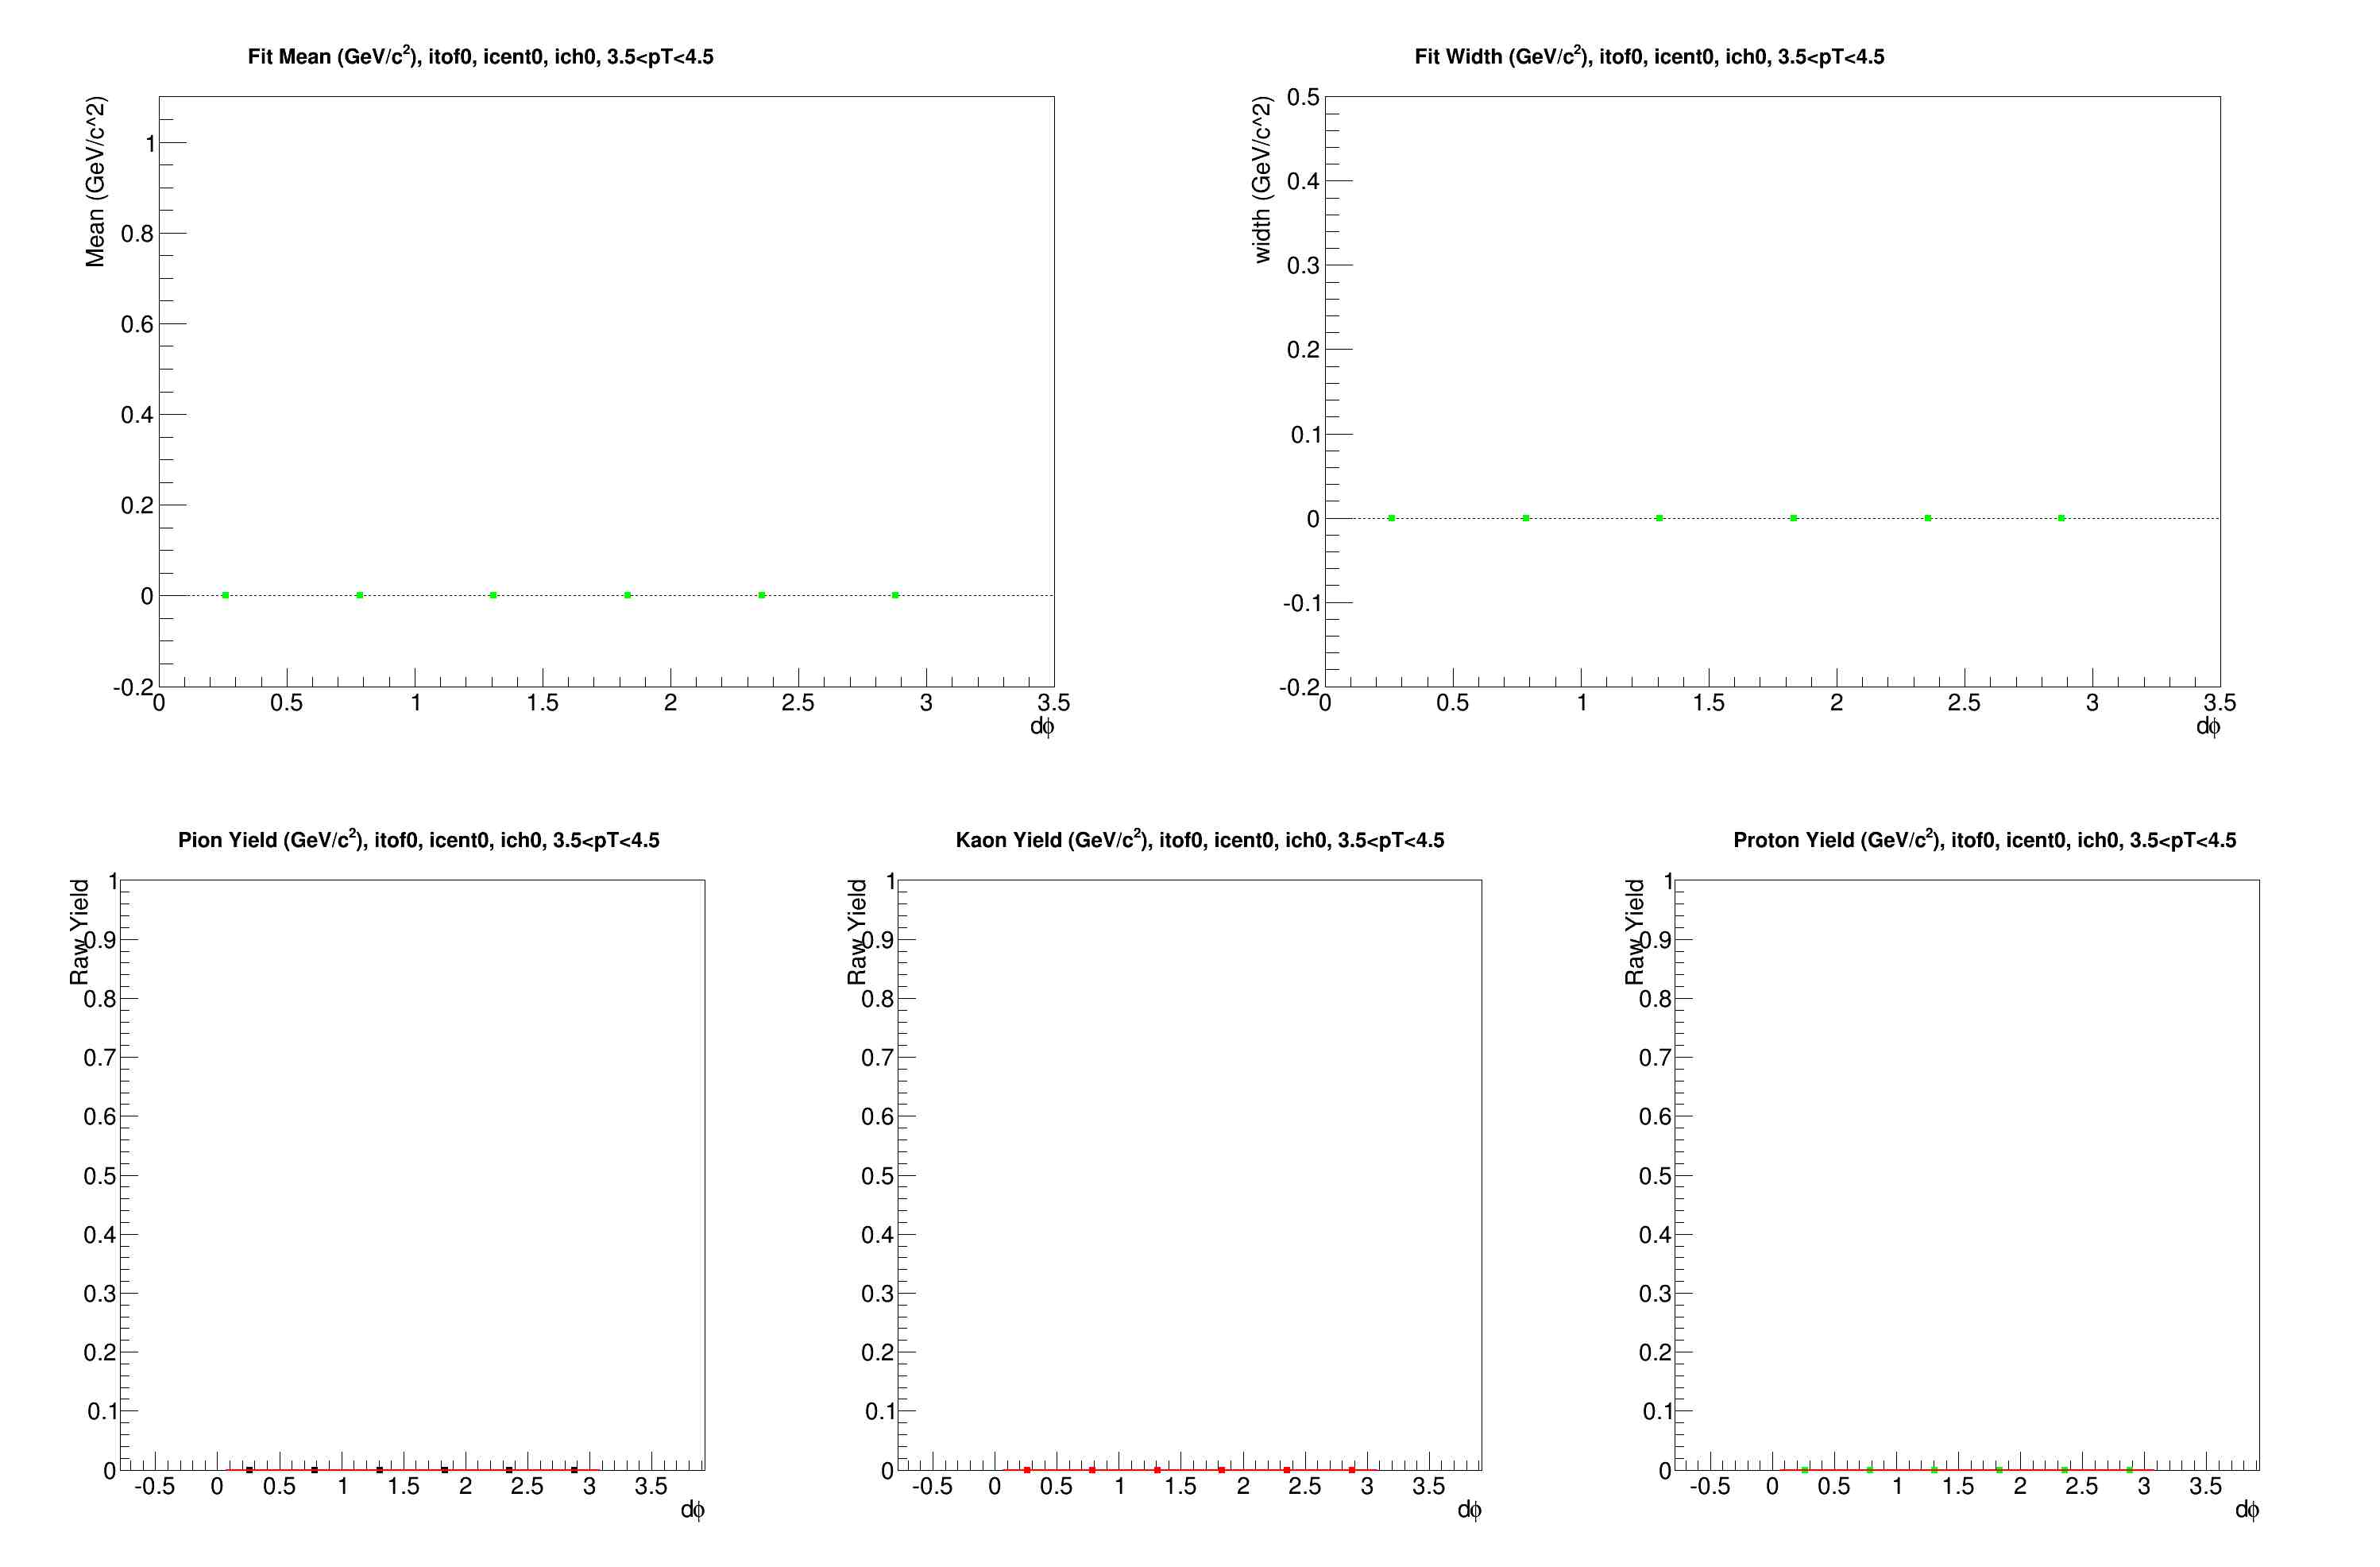 Fit Mean (GeV/c²), itof0, icent0, ich0, 3.5<pT<4.5
Mean (GeV/c^2)
1
0.8
0.6
0.4
0.2
0
-0.2
0 0.5 1 1.5 2 2.5 3 3.5
dϕ
Fit Width (GeV/c²), itof0, icent0, ich0, 3.5<pT<4.5
width (GeV/c^2)
0.5
0.4
0.3
0.2
0.1
0
-0.1
-0.2
0 0.5 1 1.5 2 2.5 3 3.5
dϕ
Pion Yield (GeV/c²), itof0, icent0, ich0, 3.5<pT<4.5
Raw Yield
1
0.9
0.8
0.7
0.6
0.5
0.4
0.3
0.2
0.1
0
-0.5 0 0.5 1 1.5 2 2.5 3 3.5
dϕ
Kaon Yield (GeV/c²), itof0, icent0, ich0, 3.5<pT<4.5
Raw Yield
1
0.9
0.8
0.7
0.6
0.5
0.4
0.3
0.2
0.1
0
-0.5 0 0.5 1 1.5 2 2.5 3 3.5
dϕ
Proton Yield (GeV/c²), itof0, icent0, ich0, 3.5<pT<4.5
Raw Yield
1
0.9
0.8
0.7
0.6
0.5
0.4
0.3
0.2
0.1
0
-0.5 0 0.5 1 1.5 2 2.5 3 3.5
dϕ